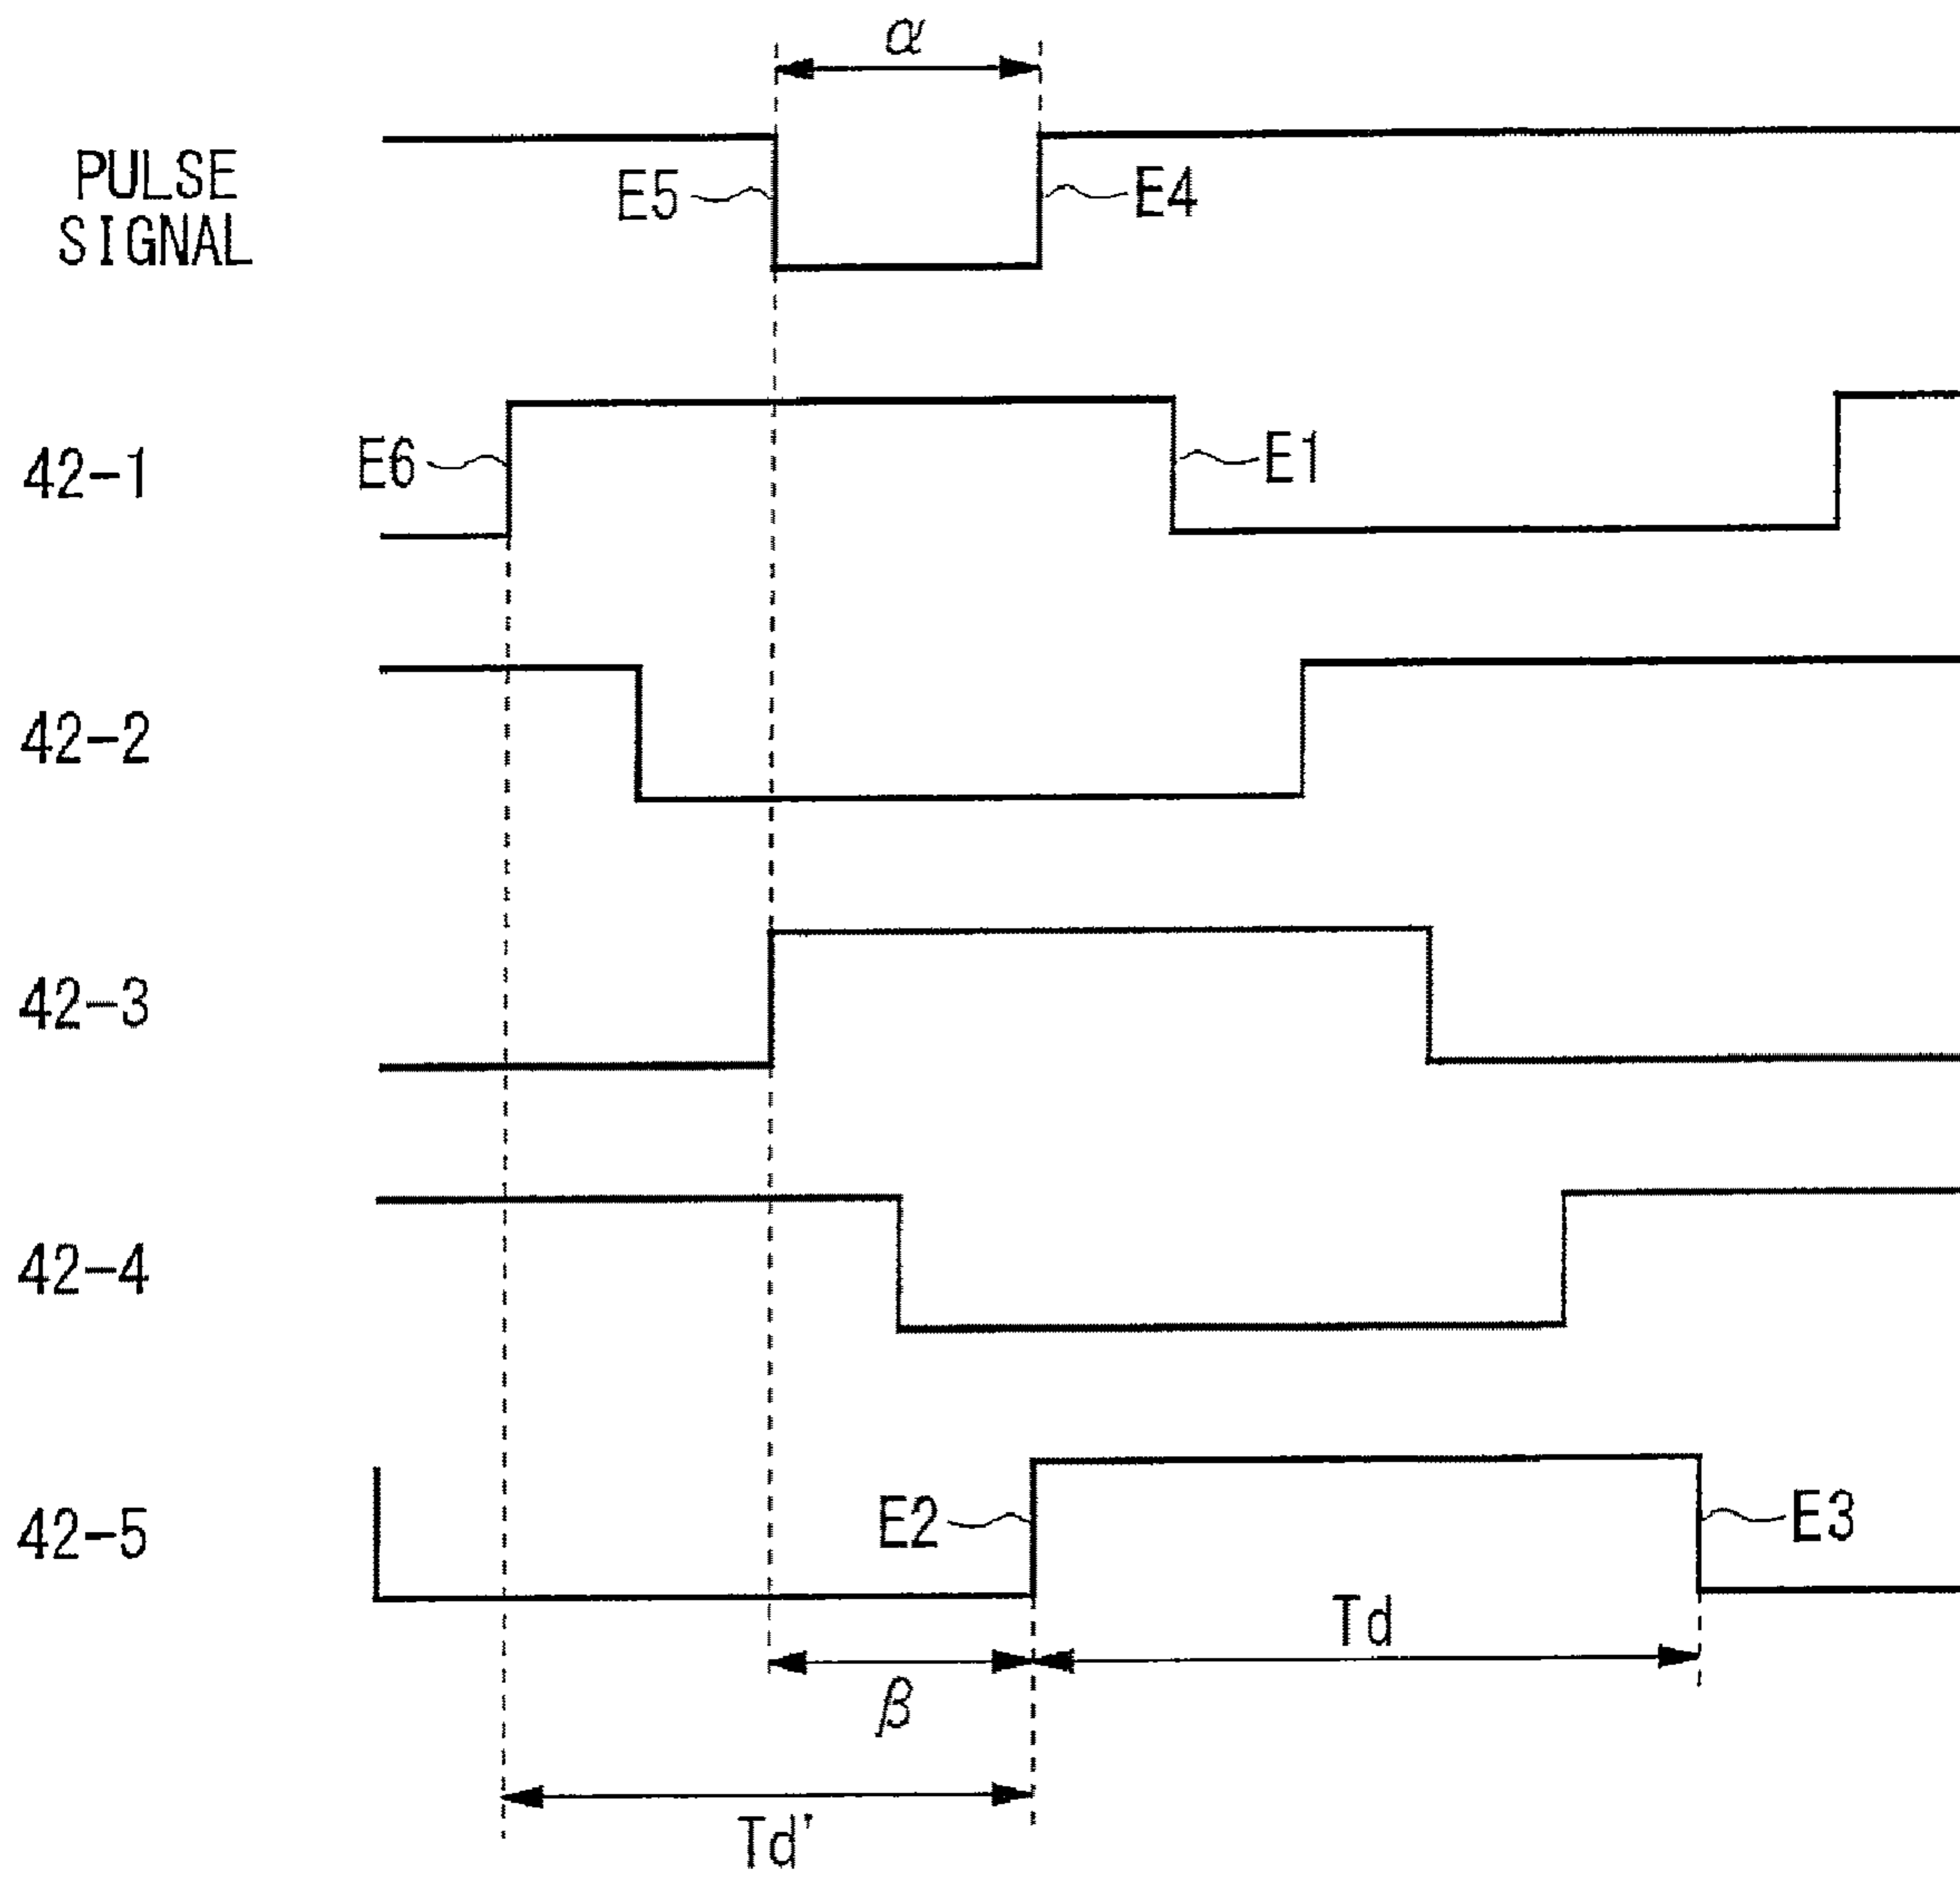 α
PULSE
SIGNAL
E5
E4
42-1
E6
E1
42-2
42-3
42-4
42-5
E2
E3
Td
β
Td'